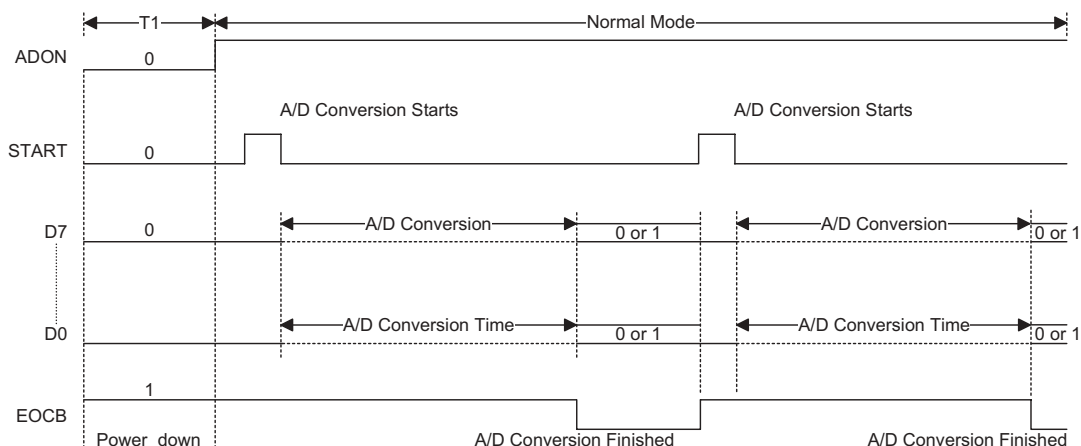 T1 Normal Mode
ADON 0
A/D Conversion Starts A/D Conversion Starts
START 0
D7 0 A/D Conversion 0 or 1 A/D Conversion 0 or 1
D0 A/D Conversion Time 0 or 1 A/D Conversion Time 0 or 1
EOCB 1
Power down A/D Conversion Finished A/D Conversion Finished